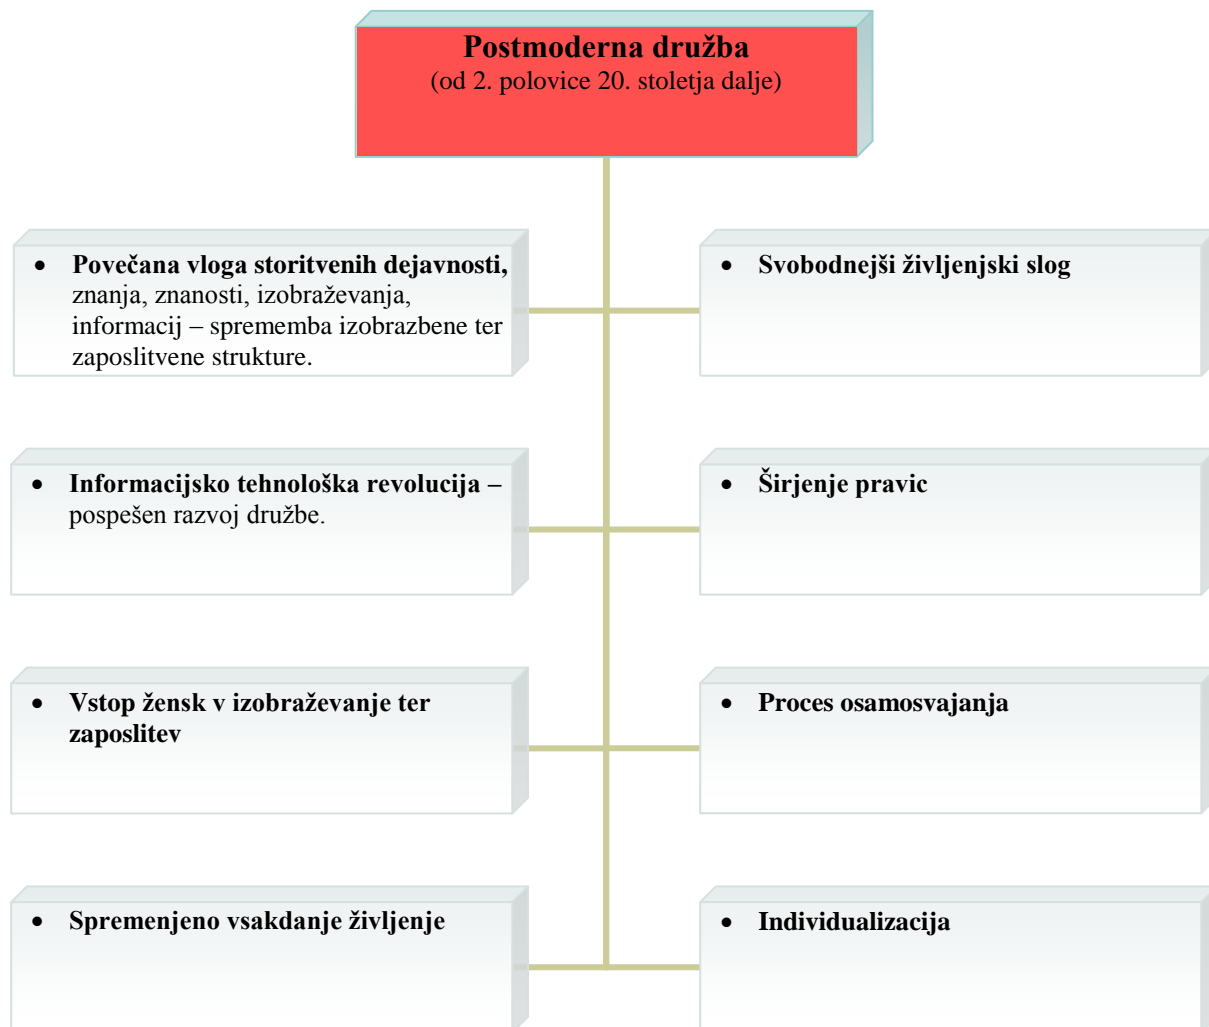 Postmoderna družba
(od 2. polovice 20. stoletja dalje)
• Povečana vloga storitvenih dejavnosti,
znanja, znanosti, izobraževanja,
informacij – sprememba izobrazbene ter
zaposlitvene strukture.
• Svobodnejši življenjski slog
• Informacijsko tehnološka revolucija –
pospešen razvoj družbe.
• Širjenje pravic
• Vstop žensk v izobraževanje ter
zaposlitev
• Proces osamosvajanja
• Spremenjeno vsakdanje življenje
• Individualizacija